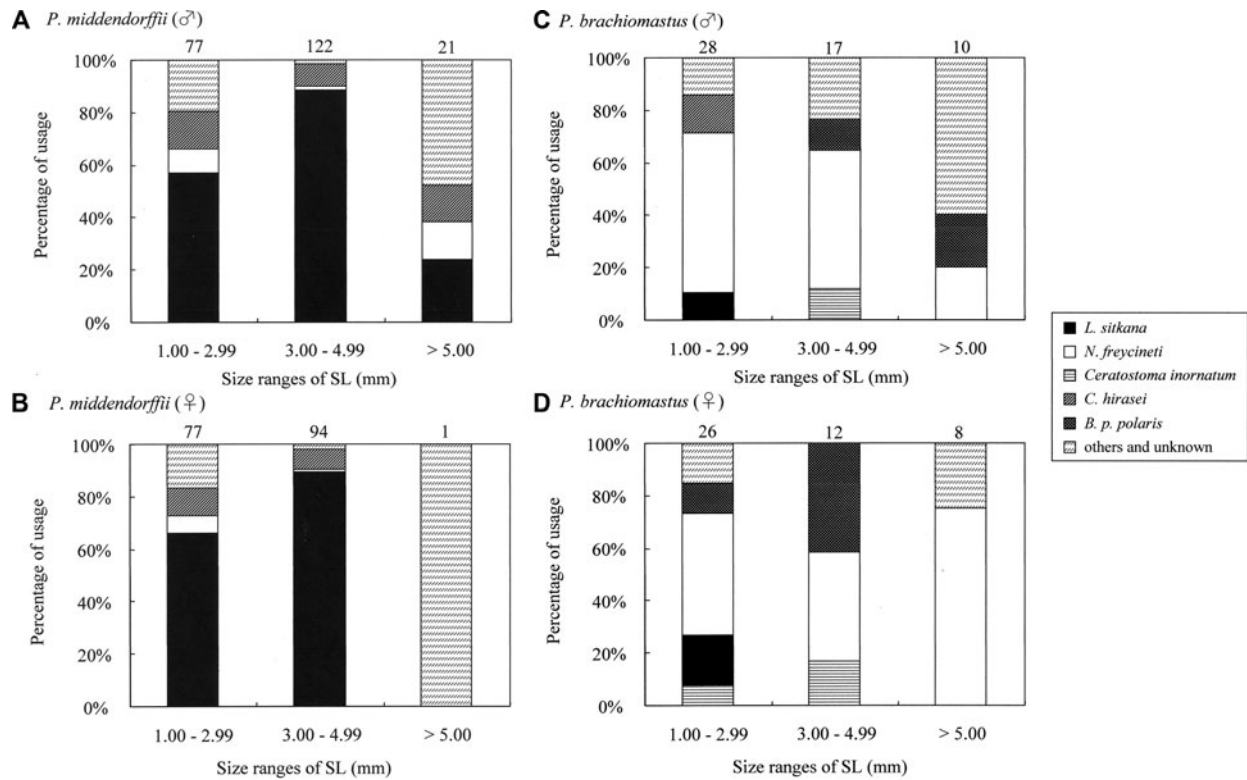 A P. middendorffii (♂)
77 122 21
100%
80%
60%
40%
20%
0%
Percentage of usage
1.00 - 2.99 3.00 - 4.99 > 5.00
Size ranges of SL (mm)
B P. middendorffii (♀)
77 94 1
100%
80%
60%
40%
20%
0%
Percentage of usage
1.00 - 2.99 3.00 - 4.99 > 5.00
Size ranges of SL (mm)
C P. brachiomastus (♂)
28 17 10
100%
80%
60%
40%
20%
0%
Percentage of usage
1.00 - 2.99 3.00 - 4.99 > 5.00
Size ranges of SL (mm)
D P. brachiomastus (♀)
26 12 8
100%
80%
60%
40%
20%
0%
Percentage of usage
1.00 - 2.99 3.00 - 4.99 > 5.00
Size ranges of SL (mm)
L. sitkana
N. freycineti
Ceratostoma inornatum
C. hirasei
B. p. polaris
others and unknown